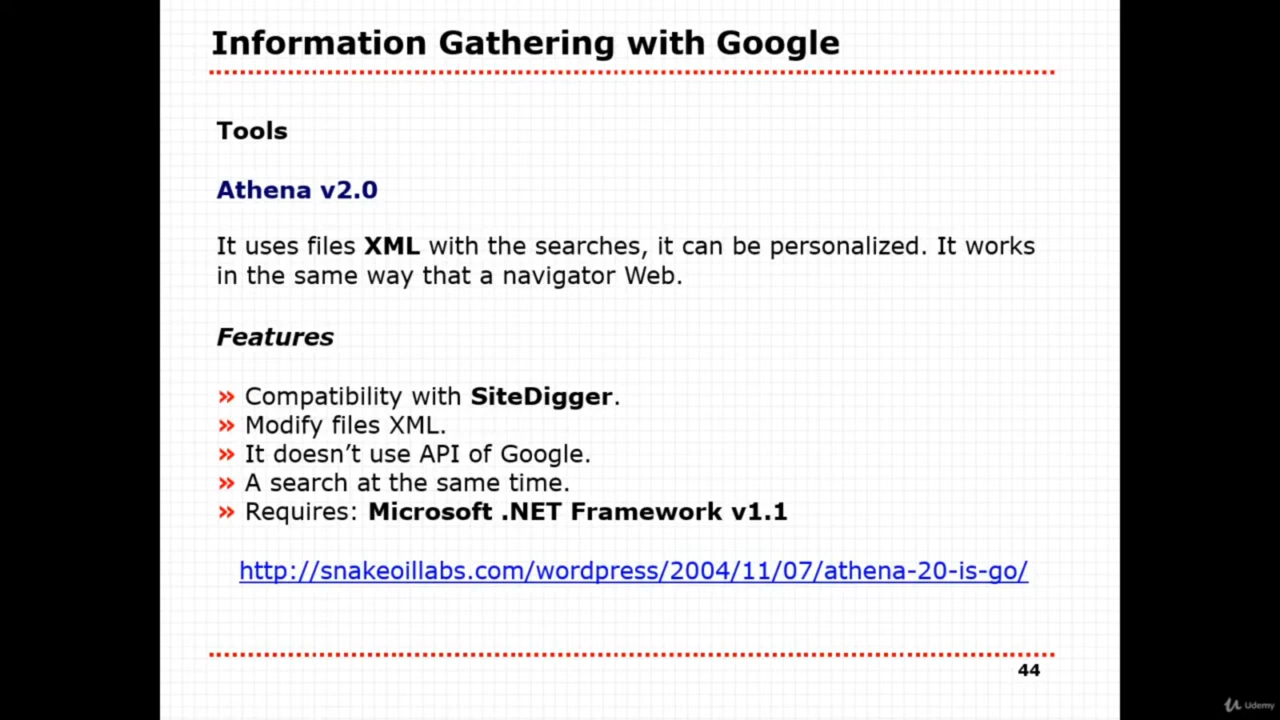 Information Gathering with Google
Tools
Athena v2.0
It uses files XML with the searches, it can be personalized. It works
in the same way that a navigator Web.
Features
» Compatibility with SiteDigger.
» Modify files XML.
» It doesn’t use API of Google.
» A search at the same time.
» Requires: Microsoft .NET Framework v1.1
http://snakeoillabs.com/wordpress/2004/11/07/athena-20-is-go/
44
Udemy